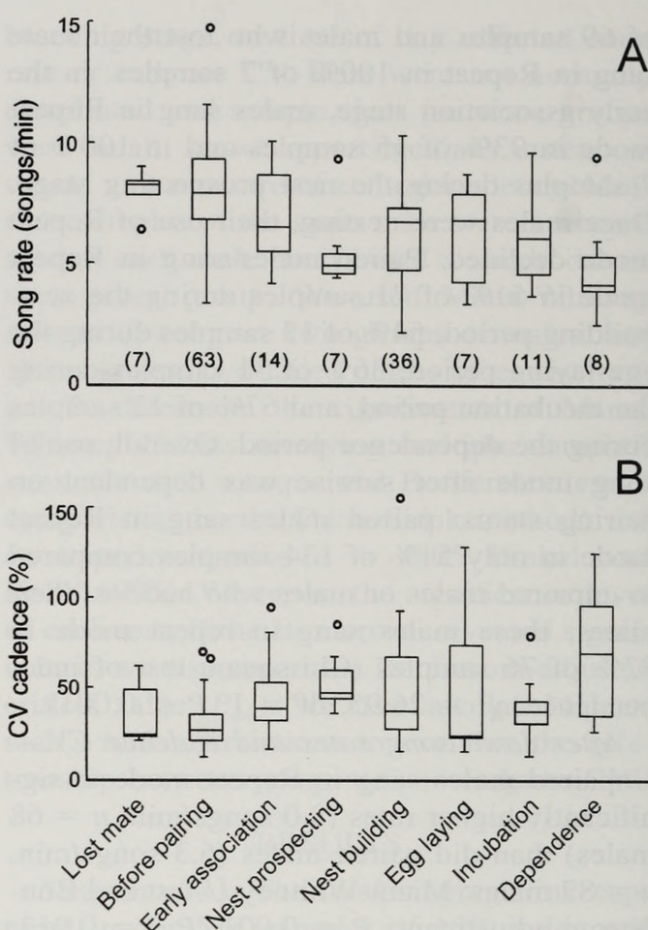 A
Song rate (songs/min)
15
10
5
0
(7) (63) (14) (7) (36) (7) (11) (8)
B
CV cadence (%)
150
100
50
0
Lost mate
Before pairing
Early association
Nest prospecting
Nest building
Egg laying
Incubation
Dependence